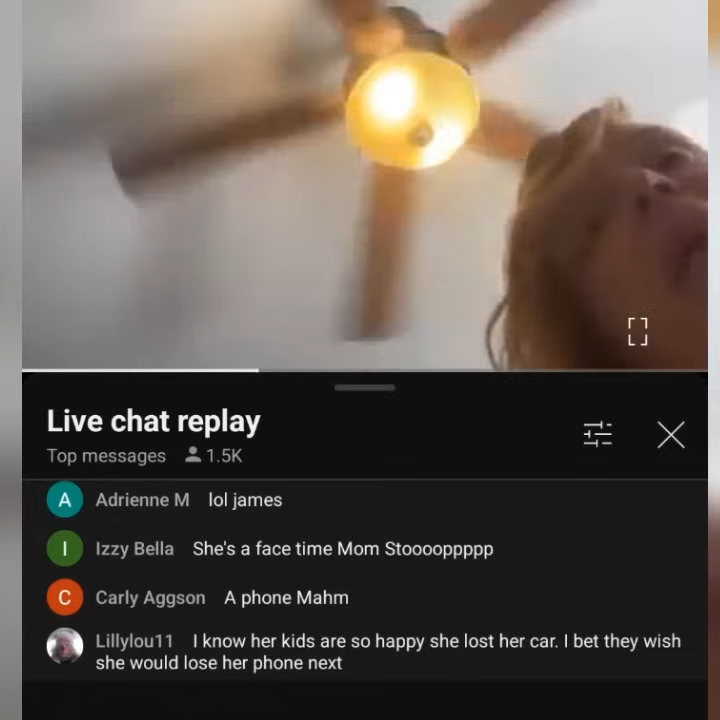 Live chat replay
Top messages 1.5K
A Adrienne M lol james
I Izzy Bella She's a face time Mom Stooooppppp
C Carly Aggson A phone Mahm
Lillylou11 I know her kids are so happy she lost her car. I bet they wish
she would lose her phone next